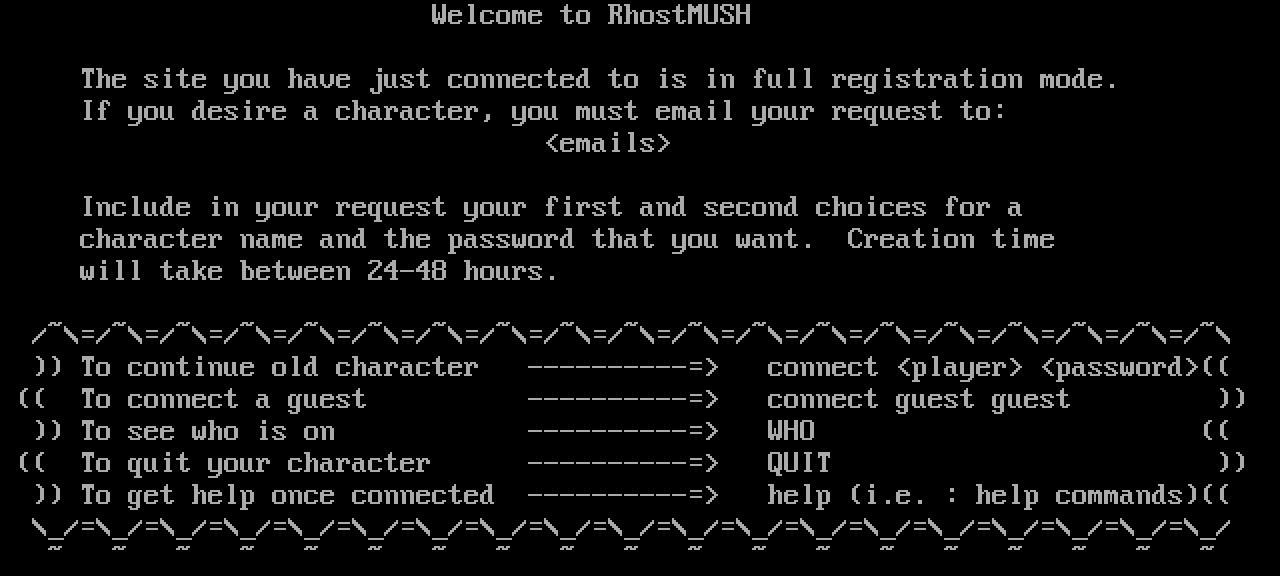 Welcome to RhostMUSH
The site you have just connected to is in full registration mode.
If you desire a character, you must email your request to:
<emails>
Include in your request your first and second choices for a
character name and the password that you want.  Creation time
will take between 24-48 hours.
/~\=/~\=/~\=/~\=/~\=/~\=/~\=/~\=/~\=/~\=/~\=/~\=/~\=/~\=/~\=/~\=/~\=/~\=/~\
)) To continue old character   ----------=>   connect <player> <password>((
((  To connect a guest          ----------=>   connect guest guest         ))
)) To see who is on            ----------=>   WHO                        ((
((  To quit your character      ----------=>   QUIT                        ))
)) To get help once connected  ----------=>   help (i.e. : help commands)((
\_/=\_/=\_/=\_/=\_/=\_/=\_/=\_/=\_/=\_/=\_/=\_/=\_/=\_/=\_/=\_/=\_/=\_/=\_/
~   ~   ~   ~   ~   ~   ~   ~   ~   ~   ~   ~   ~   ~   ~   ~   ~   ~   ~